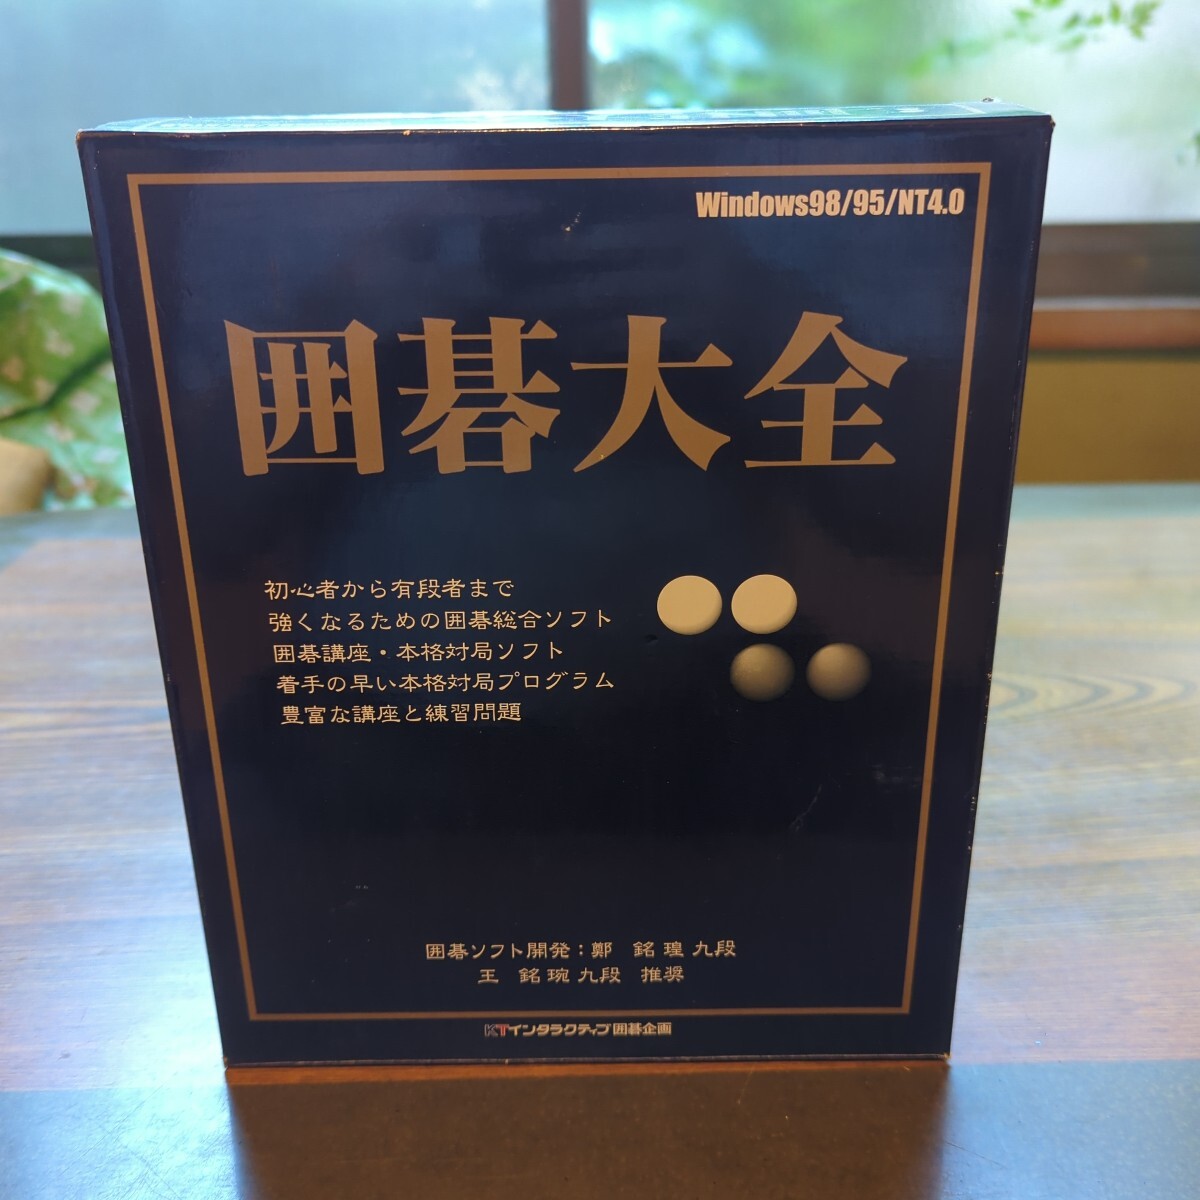 Windows98/95/NT4.0
囲碁大全
初心者から有段者まで
強くなるための囲碁総合ソフト
囲碁講座・本格対局ソフト
着手の早い本格対局プログラム
豊富な講座と練習問題
囲碁ソフト開発：鄭 銘瑝 九段
王 銘琬 九段 推奨
KTインタラクティブ囲碁企画